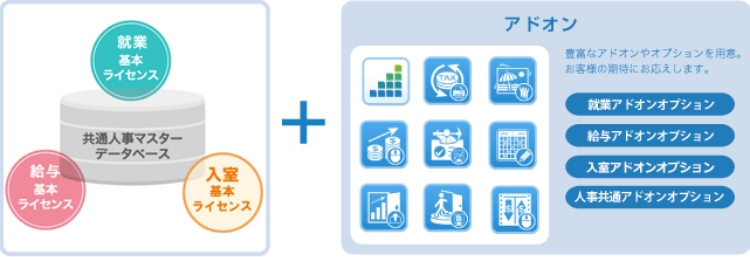 就業
基本
ライセンス
共通人事マスター
データベース
給与
基本
ライセンス
入室
基本
ライセンス
+
アドオン
豊富なアドオンやオプションを用意。
お客様の期待にお応えします。
TAX
就業アドオンオプション
給与アドオンオプション
入室アドオンオプション
人事共通アドオンオプション